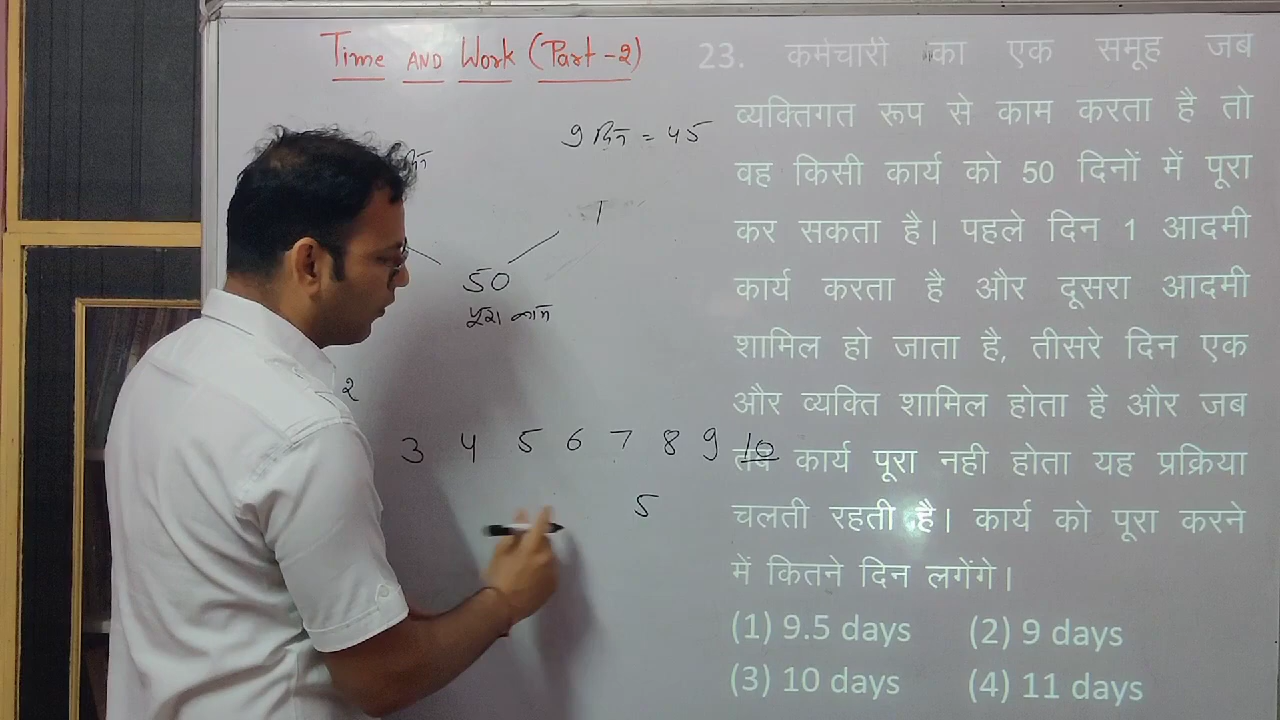 Time AND Work (Part-2)
9 दिन = 45
दिन
1
50
पूरा काम
2
3 4 5 6 7 8 9 10
5
23. कर्मचारी का एक समूह जब
व्यक्तिगत रूप से काम करता है तो
वह किसी कार्य को 50 दिनों में पूरा
कर सकता है। पहले दिन 1 आदमी
कार्य करता है और दूसरा आदमी
शामिल हो जाता है, तीसरे दिन एक
और व्यक्ति शामिल होता है और जब
तब कार्य पूरा नही होता यह प्रक्रिया
चलती रहती है। कार्य को पूरा करने
में कितने दिन लगेंगे।
(1) 9.5 days (2) 9 days
(3) 10 days (4) 11 days